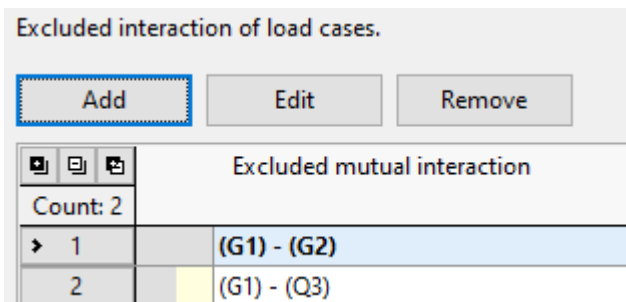 Excluded interaction of load cases.
Add Edit Remove
Excluded mutual interaction
Count: 2
1 (G1) - (G2)
2 (G1) - (Q3)